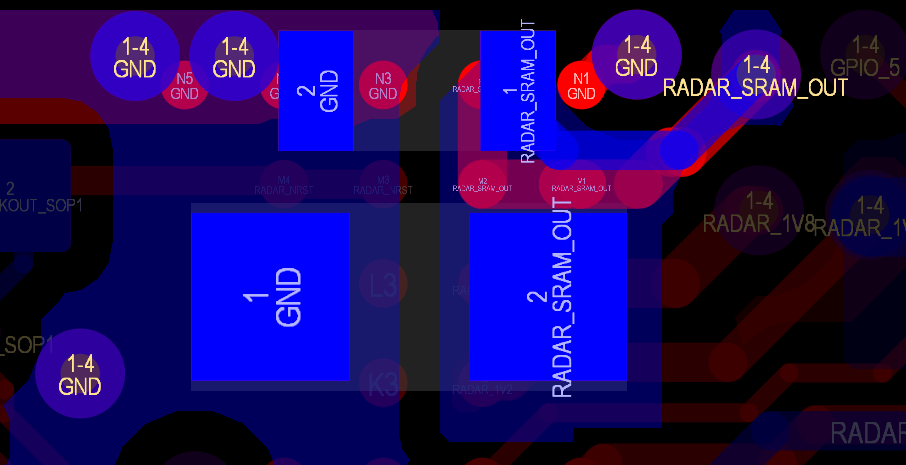 1-4
GND
1-4
GND
N5
GND
2
GND
N3
GND
1
RADAR_SRAM_OUT
N1
GND
1-4
GND
1-4
RADAR_SRAM_OUT
1-4
GPIO_5
M4
RADAR_NRST
M3
RADAR_NRST
M2
RADAR_SRAM_OUT
M1
RADAR_SRAM_OUT
2
KOUT_SOP1
1-4
RADAR_1V8
1-4
RADAR_1V
1
GND
L3
2
RADAR_SRAM_OUT
_SOP1
1-4
GND
K3
RADAR_1V2
RADAR